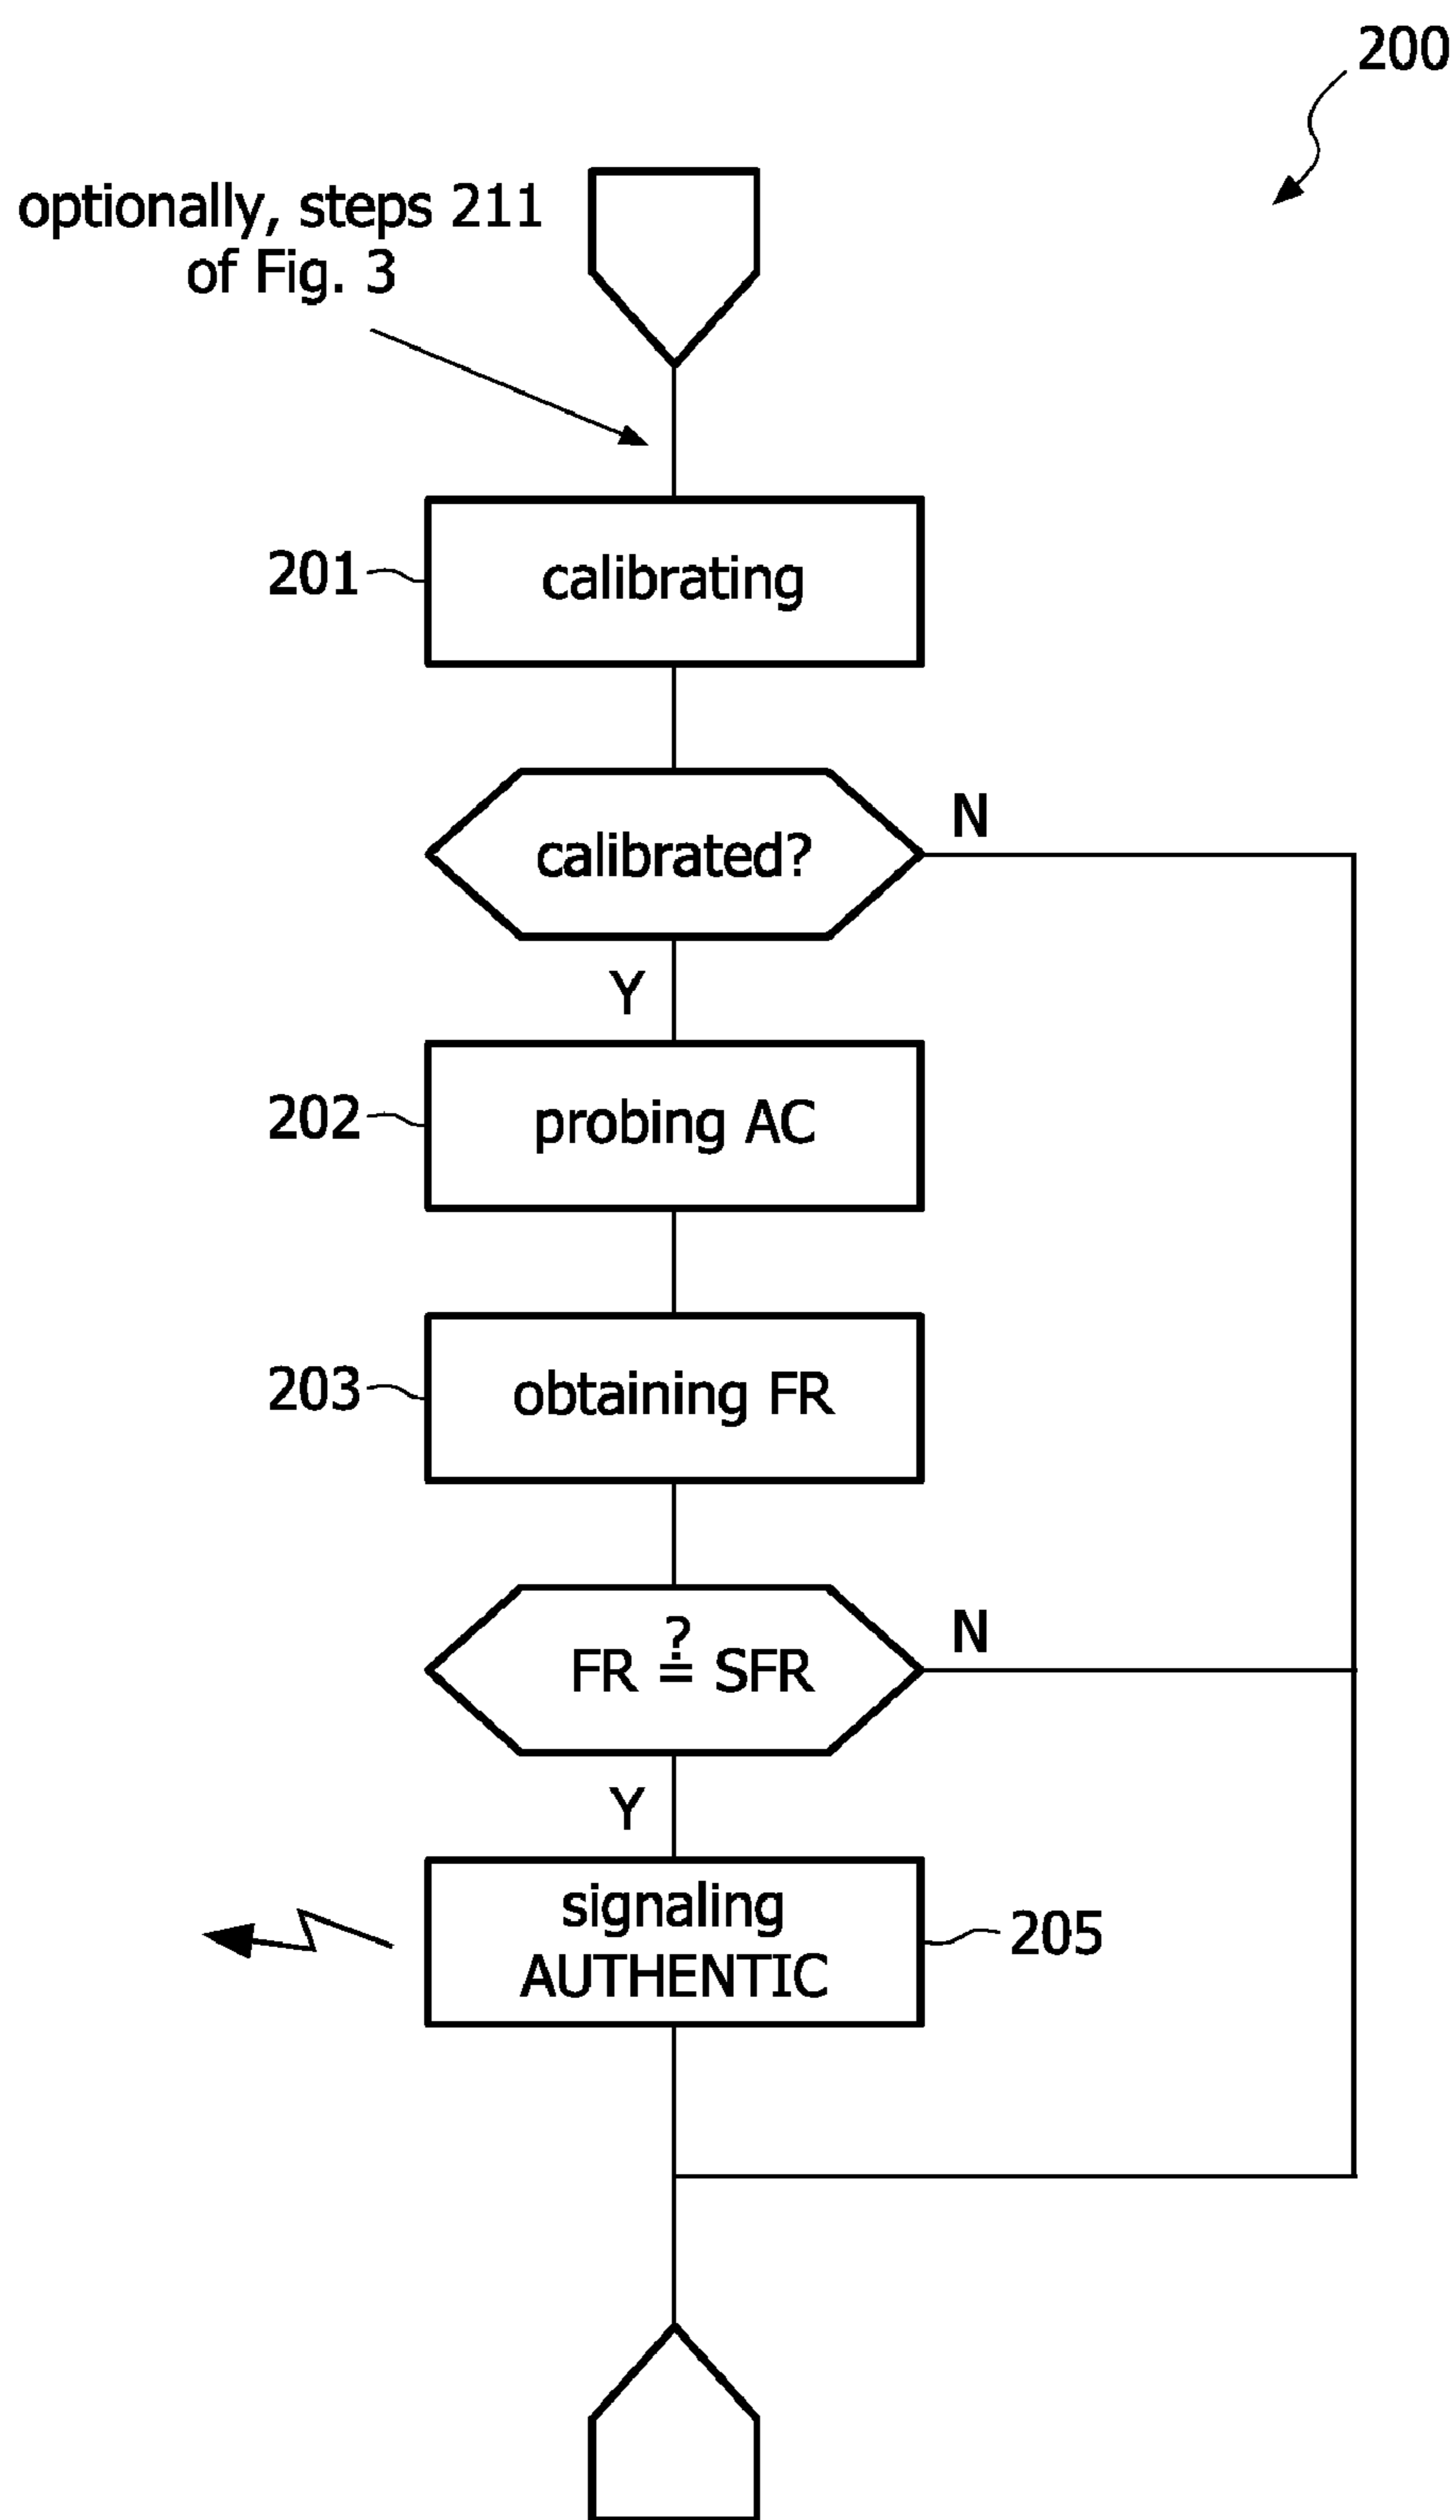 200
optionally, steps 211
of Fig. 3
201
calibrating
calibrated?
N
Y
202
probing AC
203
obtaining FR
?
FR = SFR
N
Y
signaling
AUTHENTIC
205